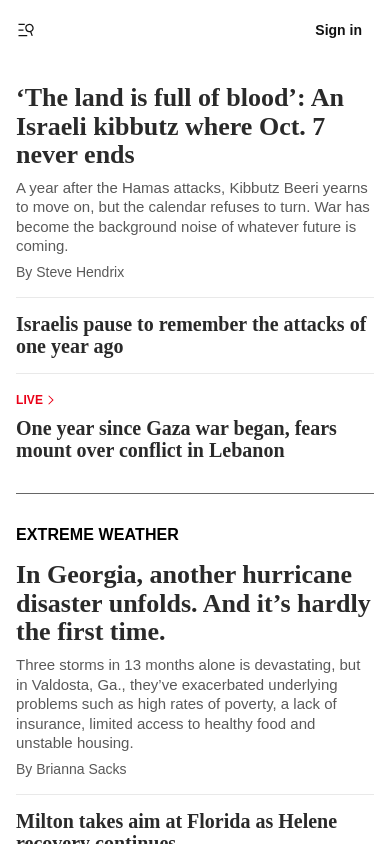 Sign in
‘The land is full of blood’: An
Israeli kibbutz where Oct. 7
never ends
A year after the Hamas attacks, Kibbutz Beeri yearns
to move on, but the calendar refuses to turn. War has
become the background noise of whatever future is
coming.
By Steve Hendrix
Israelis pause to remember the attacks of
one year ago
LIVE
One year since Gaza war began, fears
mount over conflict in Lebanon
EXTREME WEATHER
In Georgia, another hurricane
disaster unfolds. And it’s hardly
the first time.
Three storms in 13 months alone is devastating, but
in Valdosta, Ga., they’ve exacerbated underlying
problems such as high rates of poverty, a lack of
insurance, limited access to healthy food and
unstable housing.
By Brianna Sacks
Milton takes aim at Florida as Helene
recovery continues